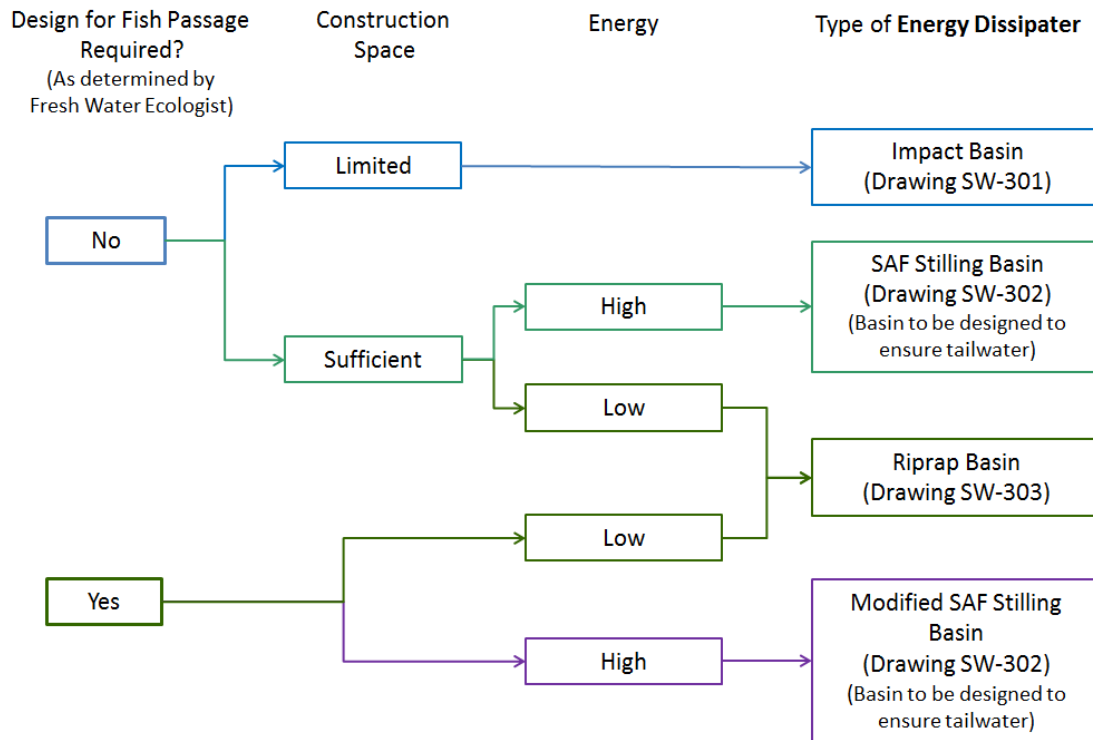 Design for Fish Passage
Required?
(As determined by
Fresh Water Ecologist)
Construction
Space
Energy
Type of Energy Dissipater
No
Limited
Impact Basin
(Drawing SW-301)
Sufficient
High
SAF Stilling Basin
(Drawing SW-302)
(Basin to be designed to
ensure tailwater)
Low
Riprap Basin
(Drawing SW-303)
Yes
Low
High
Modified SAF Stilling
Basin
(Drawing SW-302)
(Basin to be designed to
ensure tailwater)